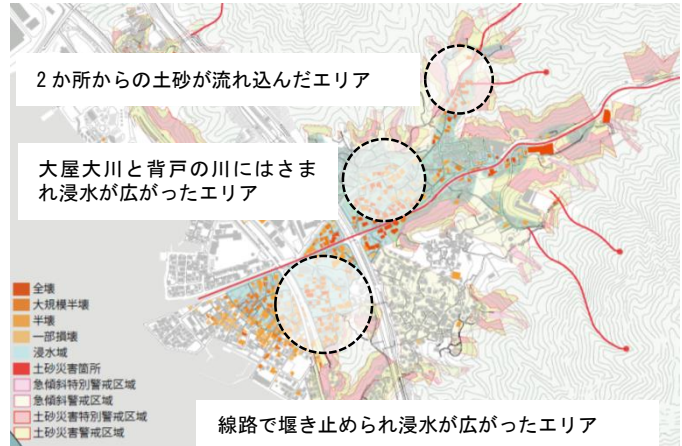 2か所からの土砂が流れ込んだエリア
大屋大川と背戸の川にはさま
れ浸水が広がったエリア
全壊
大規模半壊
半壊
一部損壊
浸水域
土砂災害箇所
急傾斜特別警戒区域
急傾斜警戒区域
土砂災害特別警戒区域
土砂災害警戒区域
線路で堰き止められ浸水が広がったエリア